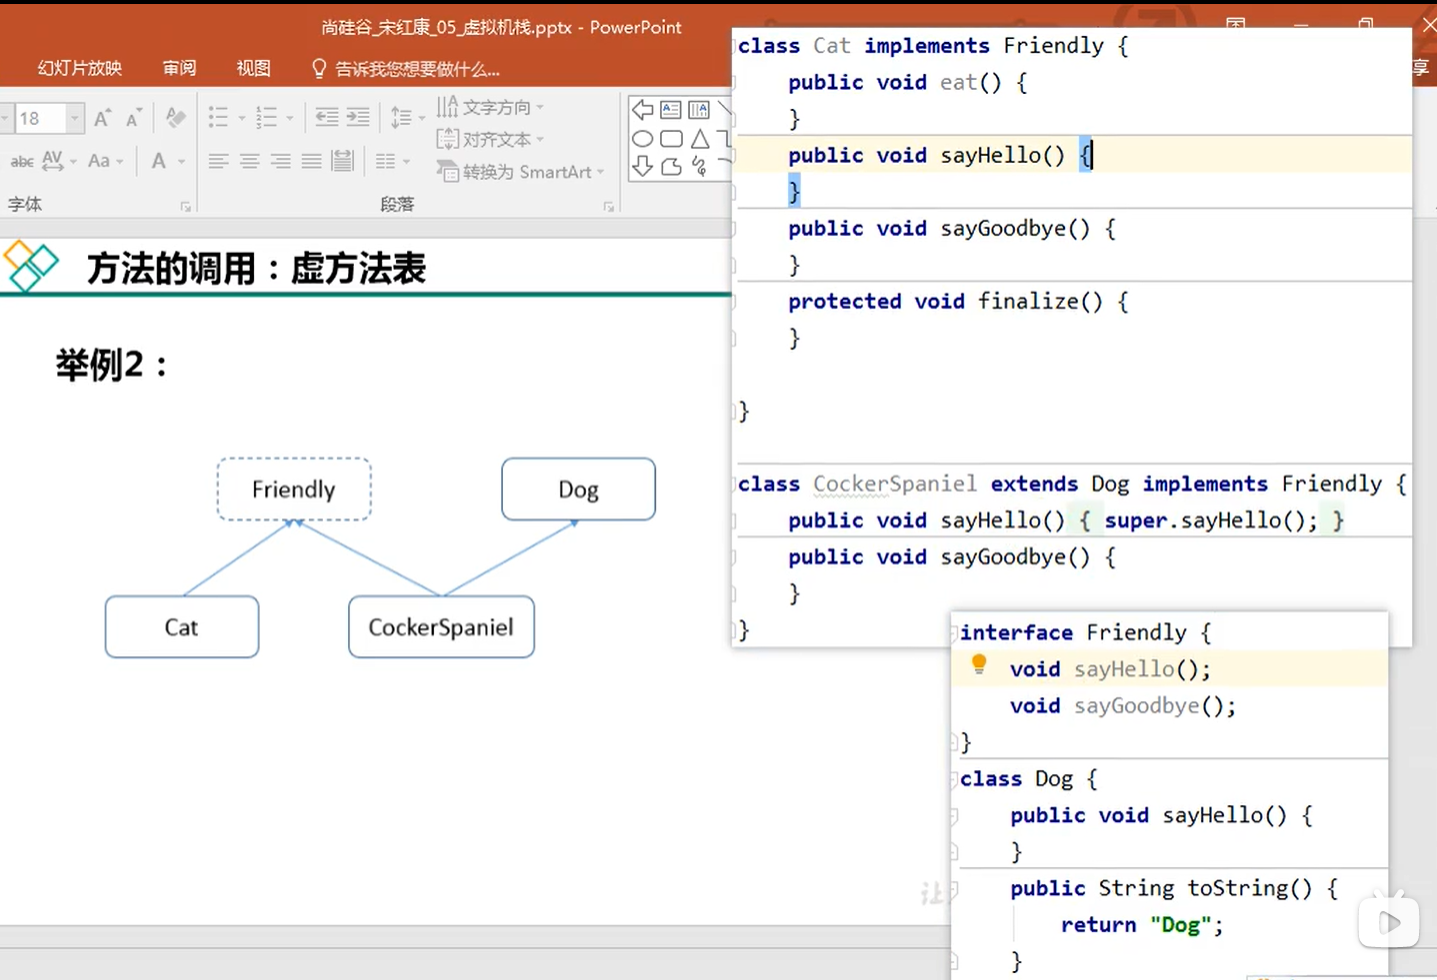 尚硅谷_宋红康_05_虚拟机栈.pptx - PowerPoint
幻灯片放映 审阅 视图 告诉我您想要做什么...
享
18 A A
文字方向
对齐文本
abc AV Aa A
转换为 SmartArt
字体 段落
方法的调用：虚方法表
举例2：
Friendly Dog
Cat CockerSpaniel
class Cat implements Friendly {
public void eat() {
}
public void sayHello() {
}
public void sayGoodbye() {
}
protected void finalize() {
}
}
class CockerSpaniel extends Dog implements Friendly {
public void sayHello() { super.sayHello(); }
public void sayGoodbye() {
}
}
interface Friendly {
void sayHello();
void sayGoodbye();
}
class Dog {
public void sayHello() {
}
public String toString() {
return "Dog";
}
让